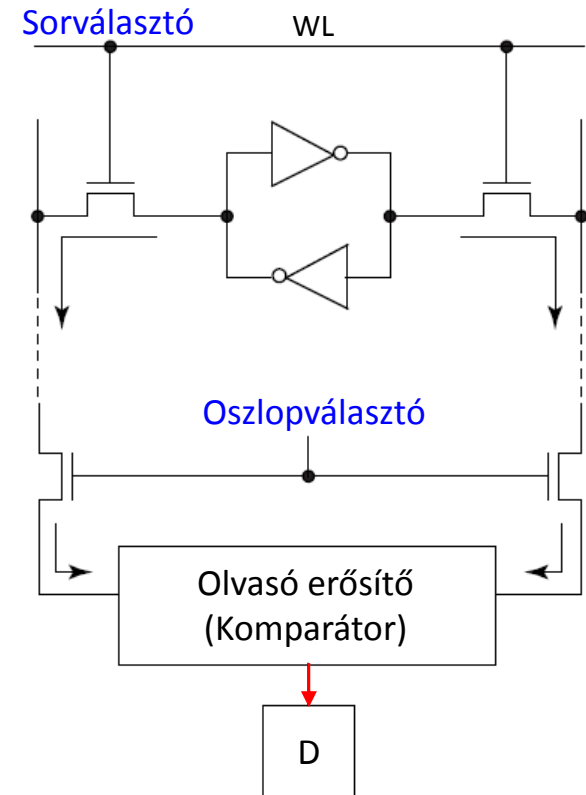 Sorválasztó
WL
Oszlopválasztó
Olvasó erősítő
(Komparátor)
D